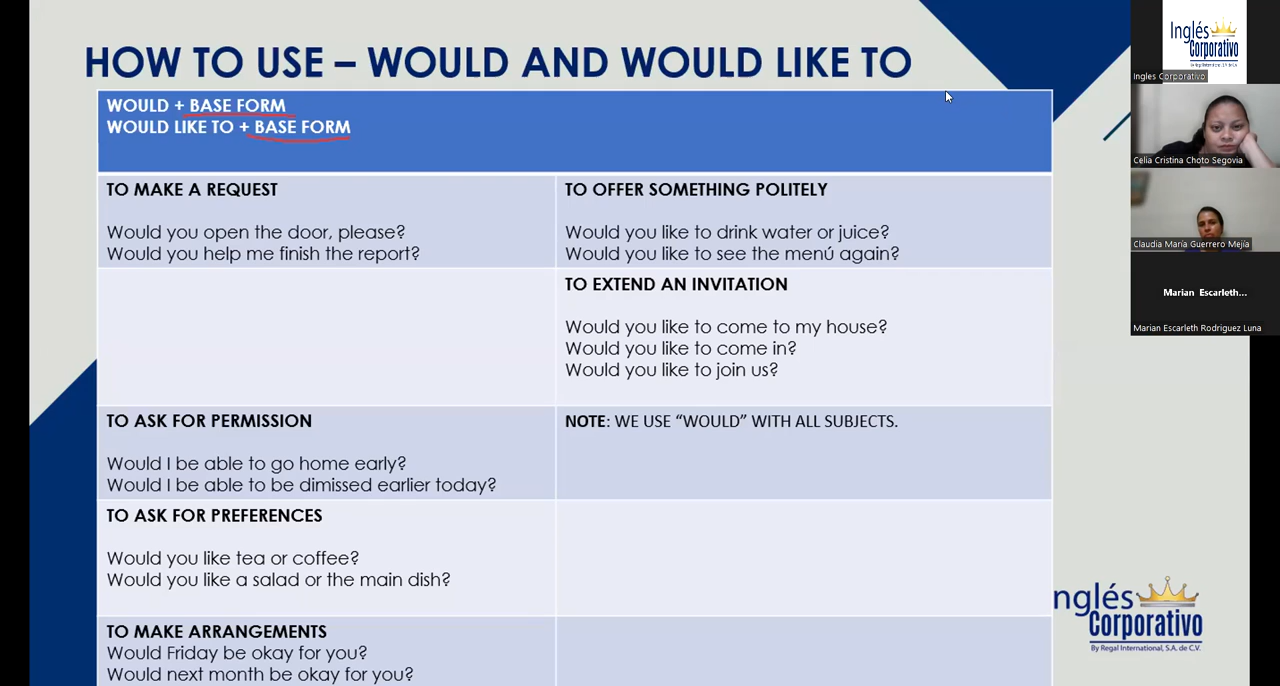 HOW TO USE – WOULD AND WOULD LIKE TO
WOULD + BASE FORM
WOULD LIKE TO + BASE FORM
TO MAKE A REQUEST
Would you open the door, please?
Would you help me finish the report?
TO OFFER SOMETHING POLITELY
Would you like to drink water or juice?
Would you like to see the menú again?
TO EXTEND AN INVITATION
Would you like to come to my house?
Would you like to come in?
Would you like to join us?
TO ASK FOR PERMISSION
Would I be able to go home early?
Would I be able to be dimissed earlier today?
NOTE: WE USE “WOULD” WITH ALL SUBJECTS.
TO ASK FOR PREFERENCES
Would you like tea or coffee?
Would you like a salad or the main dish?
TO MAKE ARRANGEMENTS
Would Friday be okay for you?
Would next month be okay for you?
Inglés
Corporativo
Ingles Corporativo
Celia Cristina Choto Segovia
Claudia María Guerrero Mejía
Marian Escarleth...
Marian Escarleth Rodriguez Luna
nglés
Corporativo
By Regal International, S.A. de C.V.